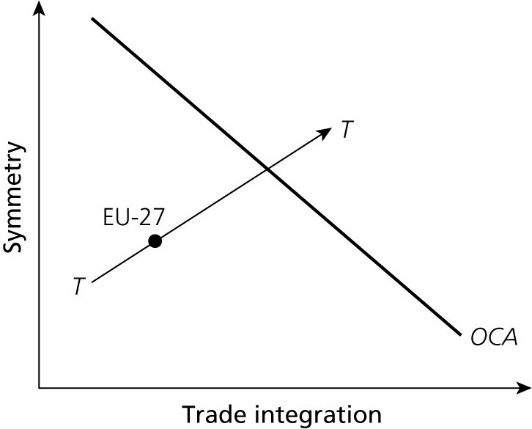 T
EU-27
T
Symmetry
OCA
Trade integration